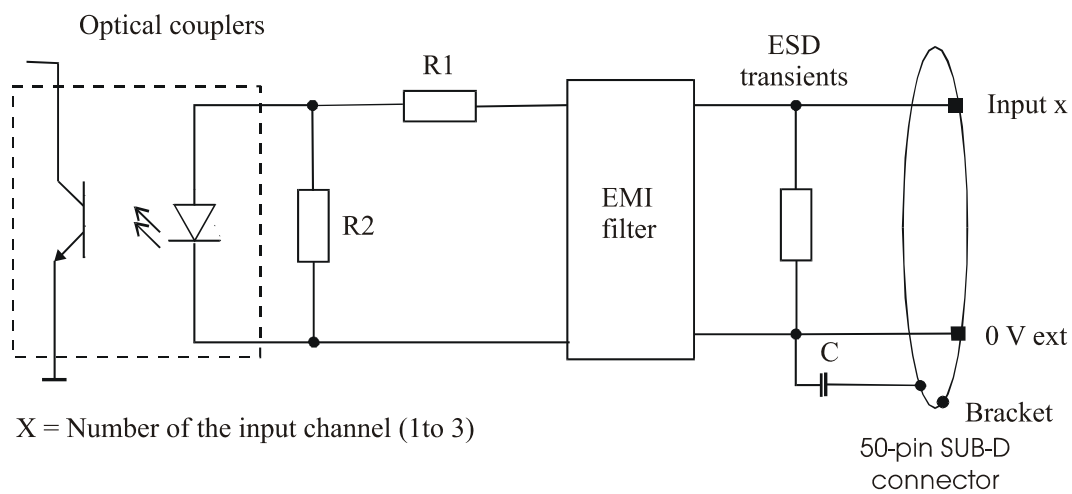 Optical couplers
R1
ESD
transients
Input x
EMI
filter
R2
0 V ext
C
Bracket
X = Number of the input channel (1to 3)
50-pin SUB-D
connector